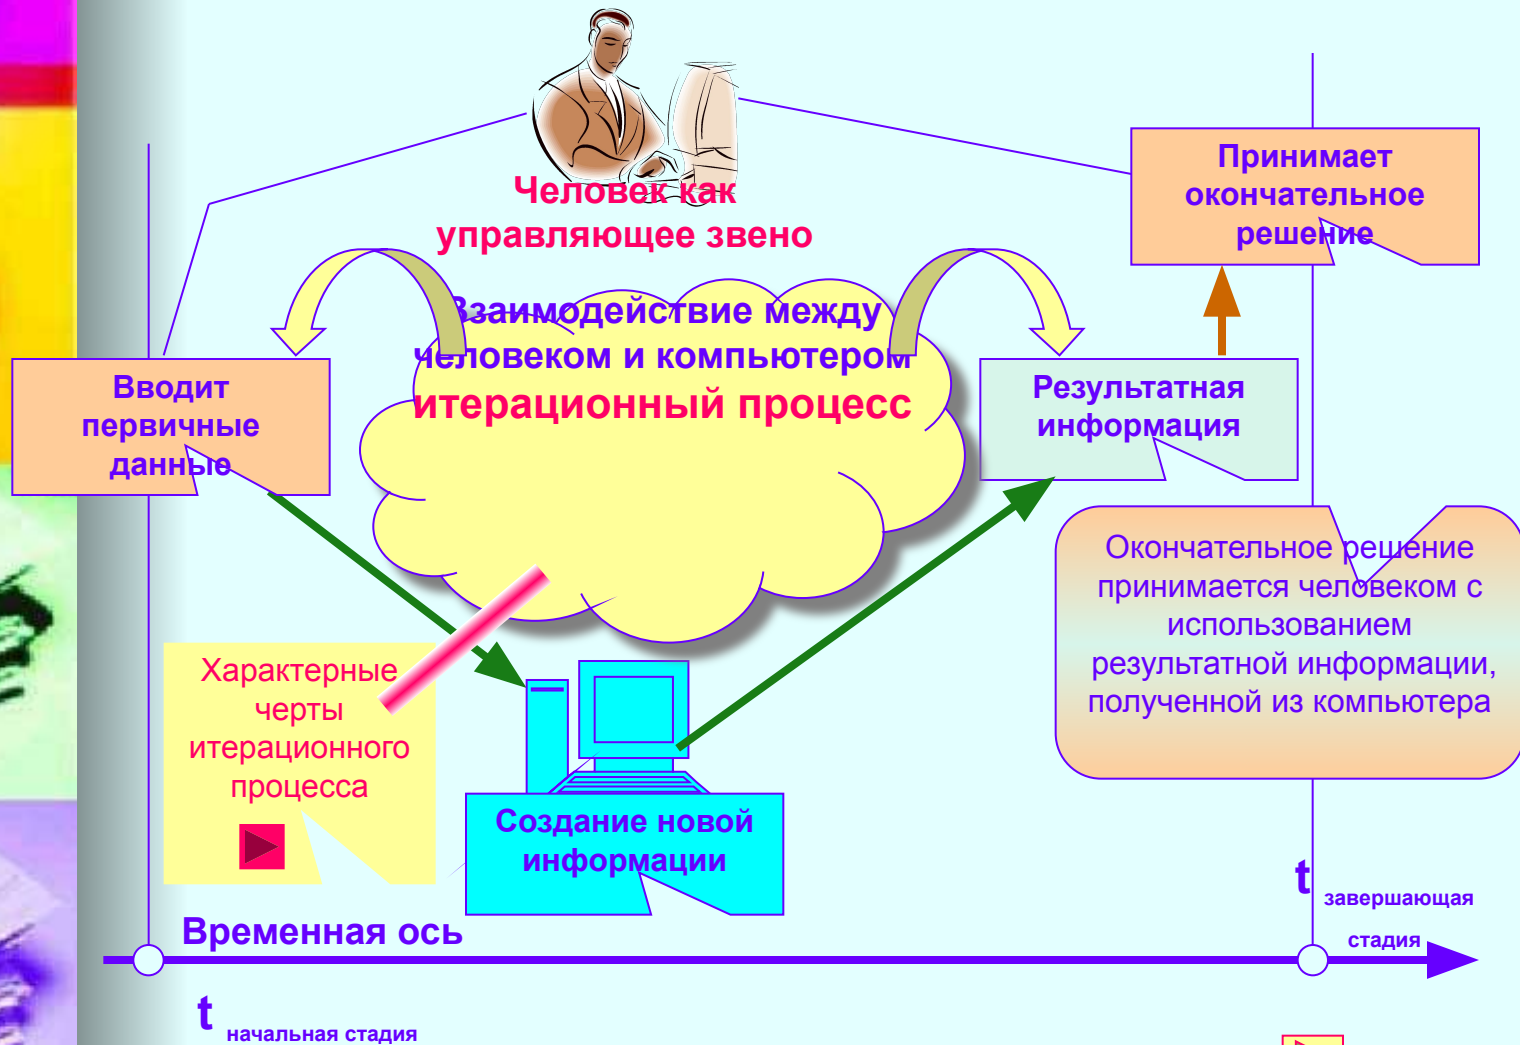 Человек как
управляющее звено
Принимает
окончательное
решение
Взаимодействие между
человеком и компьютером
итерационный процесс
Вводит
первичные
данные
Результатная
информация
Окончательное решение
принимается человеком с
использованием
результатной информации,
полученной из компьютера
Характерные
черты
итерационного
процесса
Создание новой
информации
t завершающая
стадия
Временная ось
t начальная стадия